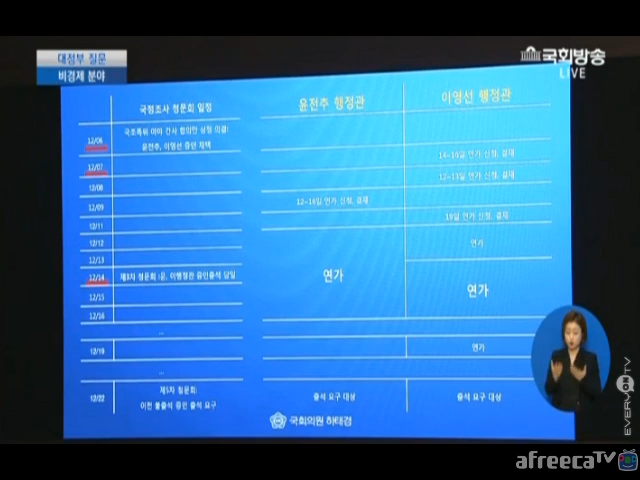 대정부 질문
비경제 분야
국회방송
LIVE
국정조사 청문회 일정
윤전추 행정관
이영선 행정관
12/06
국조특위 여야 간사 합의안 상정 의결:
윤전추, 이영선 증인 채택
12/07
14~16일 연가 신청, 결재
12~13일 연가 신청, 결재
12/08
12/09
12~16일 연가 신청, 결재
19일 연가 신청, 결재
12/11
12/12
연가
12/13
12/14
제3차 청문회 :윤, 이행정관 증인출석 당일
연가
12/15
연가
12/16
...
12/19
연가
...
12/22
제5차 청문회:
이전 불출석 증인 출석 요구
출석 요구 대상
출석 요구 대상
국회의원 하태경
EVERYON TV
afreecaTV